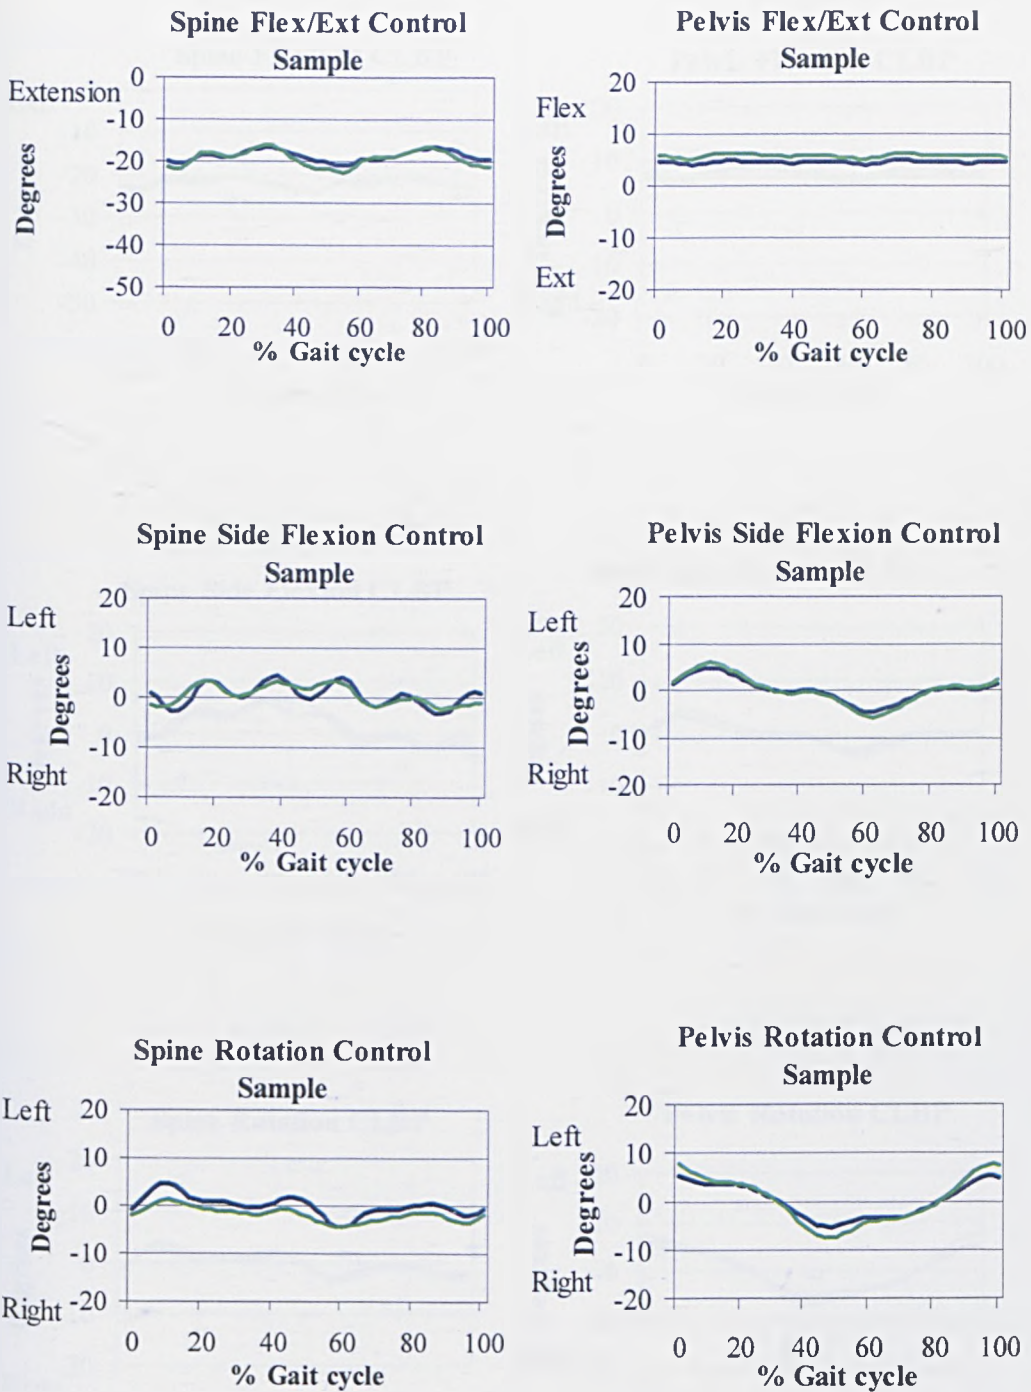 Spine Flex/Ext Control
Sample
Extension
Degrees
0
-10
-20
-30
-40
-50
0 20 40 60 80 100
% Gait cycle
Pelvis Flex/Ext Control
Sample
Flex
Degrees
Ext
20
10
0
-10
-20
0 20 40 60 80 100
% Gait cycle
Spine Side Flexion Control
Sample
Left
Degrees
Right
20
10
0
-10
-20
0 20 40 60 80 100
% Gait cycle
Pelvis Side Flexion Control
Sample
Left
Degrees
Right
20
10
0
-10
-20
0 20 40 60 80 100
% Gait cycle
Spine Rotation Control
Sample
Left
Degrees
Right
20
10
0
-10
-20
0 20 40 60 80 100
% Gait cycle
Pelvis Rotation Control
Sample
Left
Degrees
Right
20
10
0
-10
-20
0 20 40 60 80 100
% Gait cycle